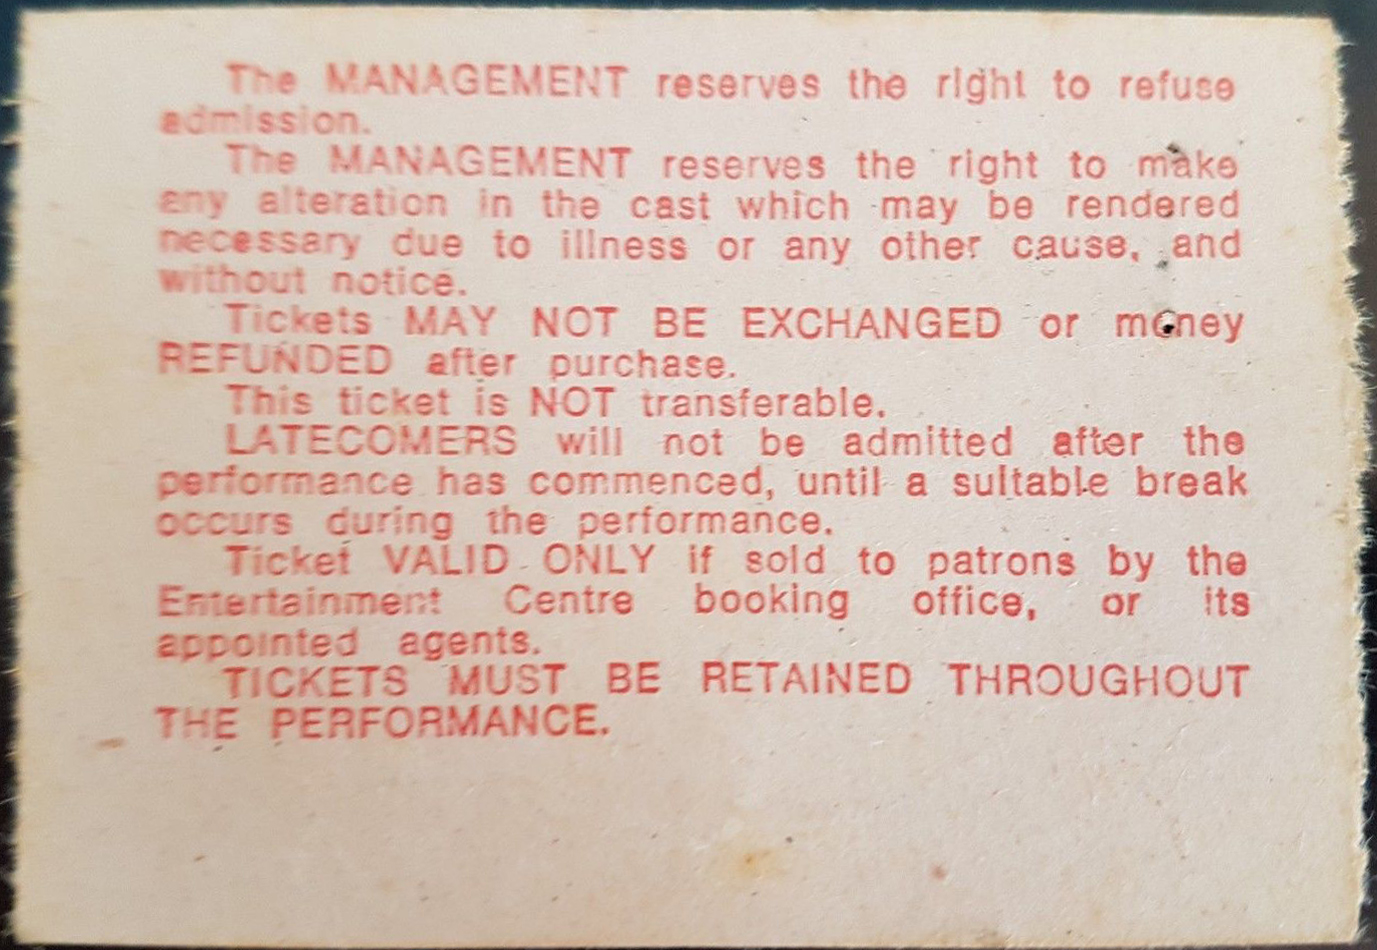 The MANAGEMENT reserves the right to refuse
admission.
The MANAGEMENT reserves the right to make
any alteration in the cast which may be rendered
necessary due to illness or any other cause, and
without notice.
Tickets MAY NOT BE EXCHANGED or money
REFUNDED after purchase.
This ticket is NOT transferable.
LATECOMERS will not be admitted after the
performance has commenced, until a suitable break
occurs during the performance.
Ticket VALID ONLY if sold to patrons by the
Entertainment Centre booking office, or its
appointed agents.
TICKETS MUST BE RETAINED THROUGHOUT
THE PERFORMANCE.